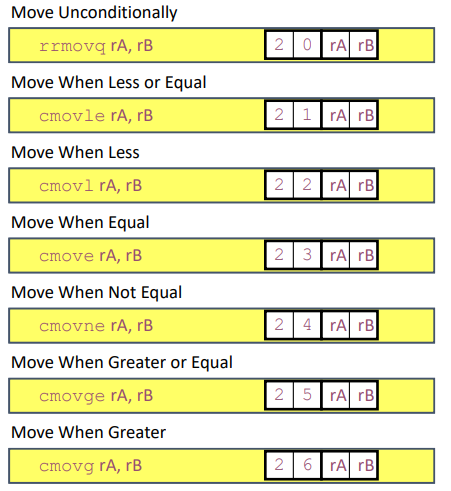 Move Unconditionally
rrmovq rA, rB 2 0 rA rB
Move When Less or Equal
cmovle rA, rB 2 1 rA rB
Move When Less
cmovl rA, rB 2 2 rA rB
Move When Equal
cmove rA, rB 2 3 rA rB
Move When Not Equal
cmovne rA, rB 2 4 rA rB
Move When Greater or Equal
cmovge rA, rB 2 5 rA rB
Move When Greater
cmovg rA, rB 2 6 rA rB